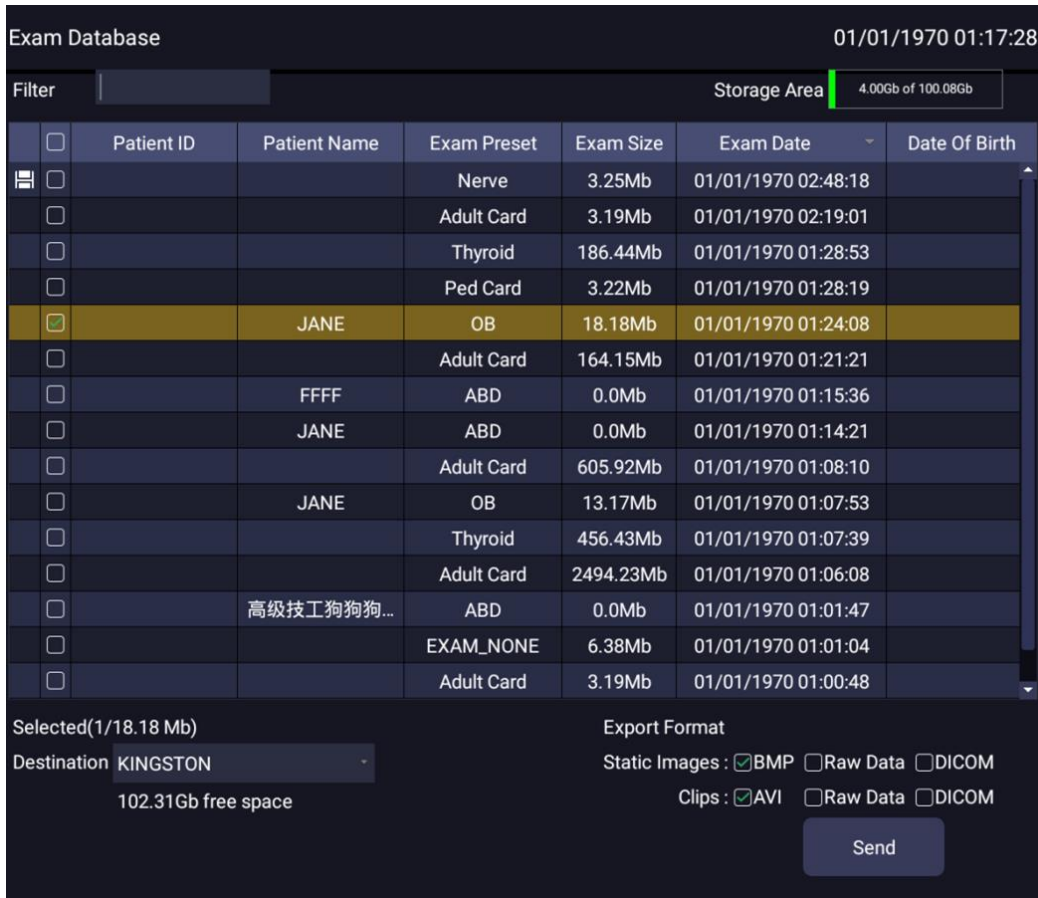 Exam Database 01/01/1970 01:17:28
Filter Storage Area 4.00Gb of 100.08Gb
Patient ID Patient Name Exam Preset Exam Size Exam Date Date Of Birth
Nerve 3.25Mb 01/01/1970 02:48:18
Adult Card 3.19Mb 01/01/1970 02:19:01
Thyroid 186.44Mb 01/01/1970 01:28:53
Ped Card 3.22Mb 01/01/1970 01:28:19
JANE OB 18.18Mb 01/01/1970 01:24:08
Adult Card 164.15Mb 01/01/1970 01:21:21
FFFF ABD 0.0Mb 01/01/1970 01:15:36
JANE ABD 0.0Mb 01/01/1970 01:14:21
Adult Card 605.92Mb 01/01/1970 01:08:10
JANE OB 13.17Mb 01/01/1970 01:07:53
Thyroid 456.43Mb 01/01/1970 01:07:39
Adult Card 2494.23Mb 01/01/1970 01:06:08
高级技工狗狗狗... ABD 0.0Mb 01/01/1970 01:01:47
EXAM_NONE 6.38Mb 01/01/1970 01:01:04
Adult Card 3.19Mb 01/01/1970 01:00:48
Selected(1/18.18 Mb) Export Format
Destination KINGSTON Static Images : BMP Raw Data DICOM
102.31Gb free space Clips : AVI Raw Data DICOM
Send